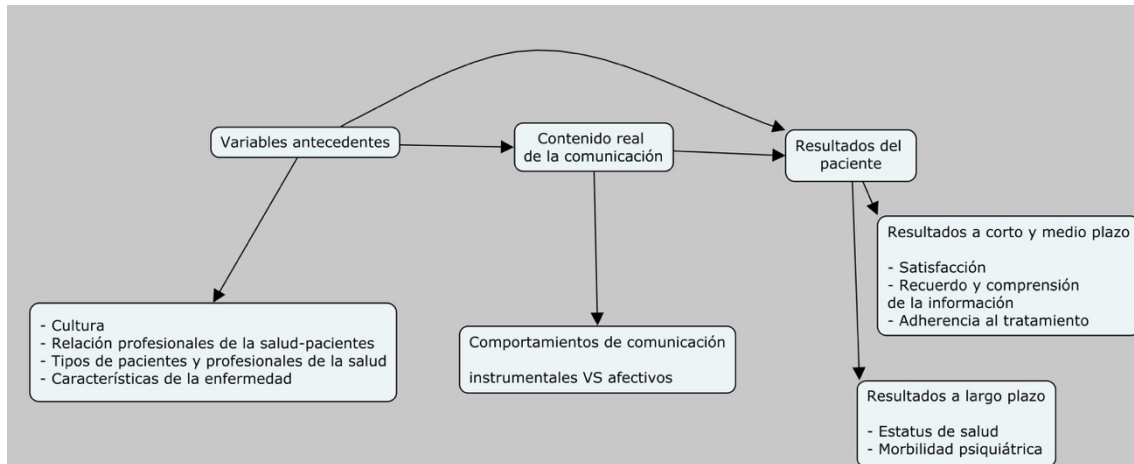 Variables antecedentes
Contenido real
de la comunicación
Resultados del
paciente
- Cultura
- Relación profesionales de la salud-pacientes
- Tipos de pacientes y profesionales de la salud
- Características de la enfermedad
Comportamientos de comunicación
instrumentales VS afectivos
Resultados a corto y medio plazo
- Satisfacción
- Recuerdo y comprensión
de la información
- Adherencia al tratamiento
Resultados a largo plazo
- Estatus de salud
- Morbilidad psiquiátrica